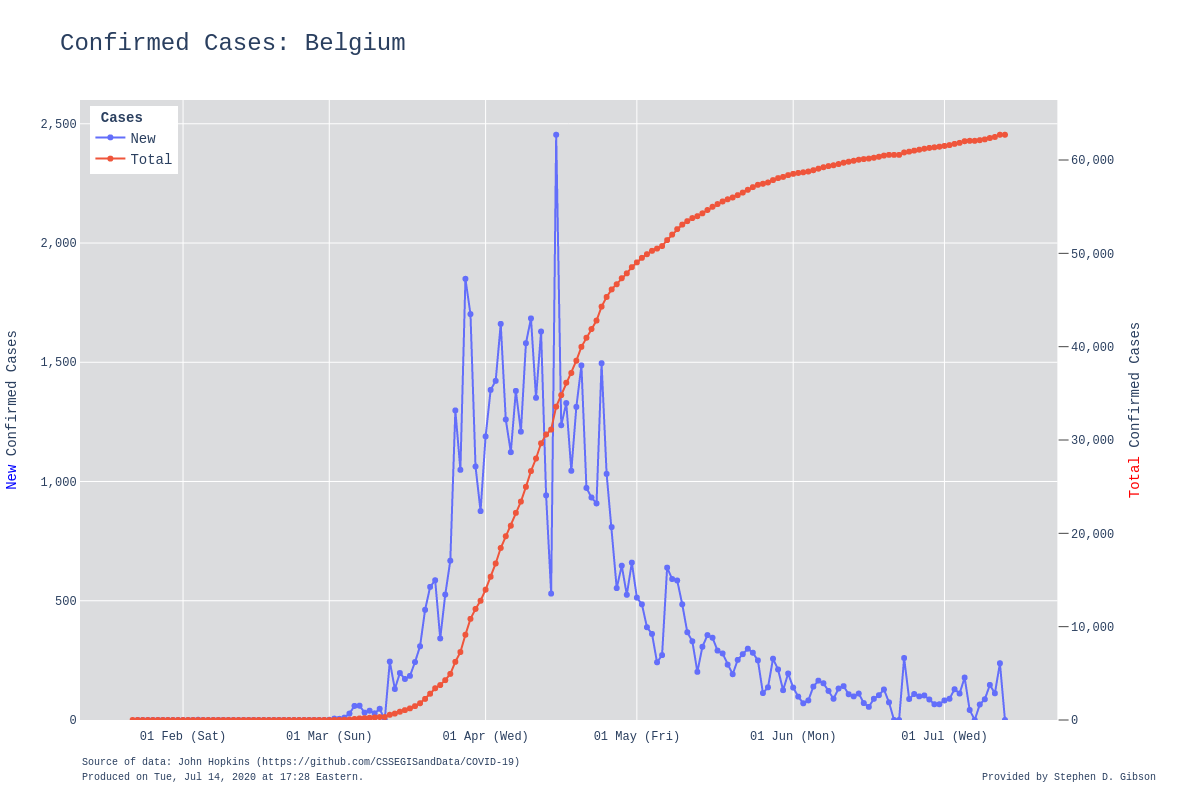 Confirmed Cases: Belgium
Cases
New
Total
2,500
2,000
1,500
1,000
500
0
New Confirmed Cases
60,000
50,000
40,000
30,000
20,000
10,000
0
Total Confirmed Cases
01 Feb (Sat)
01 Mar (Sun)
01 Apr (Wed)
01 May (Fri)
01 Jun (Mon)
01 Jul (Wed)
Source of data: John Hopkins (https://github.com/CSSEGISandData/COVID-19)
Produced on Tue, Jul 14, 2020 at 17:28 Eastern.
Provided by Stephen D. Gibson